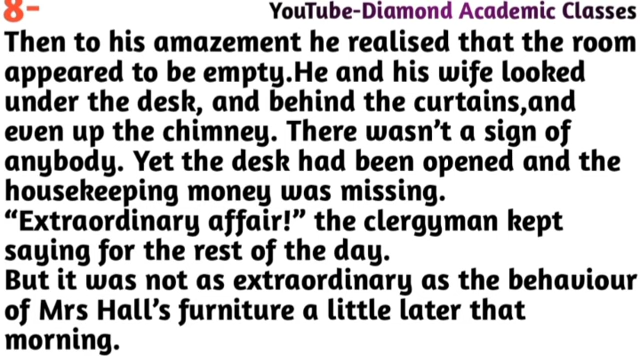 8-
YouTube-Diamond Academic Classes
Then to his amazement he realised that the room
appeared to be empty.He and his wife looked
under the desk, and behind the curtains,and
even up the chimney. There wasn't a sign of
anybody. Yet the desk had been opened and the
housekeeping money was missing.
“Extraordinary affair!” the clergyman kept
saying for the rest of the day.
But it was not as extraordinary as the behaviour
of Mrs Hall's furniture a little later that
morning.